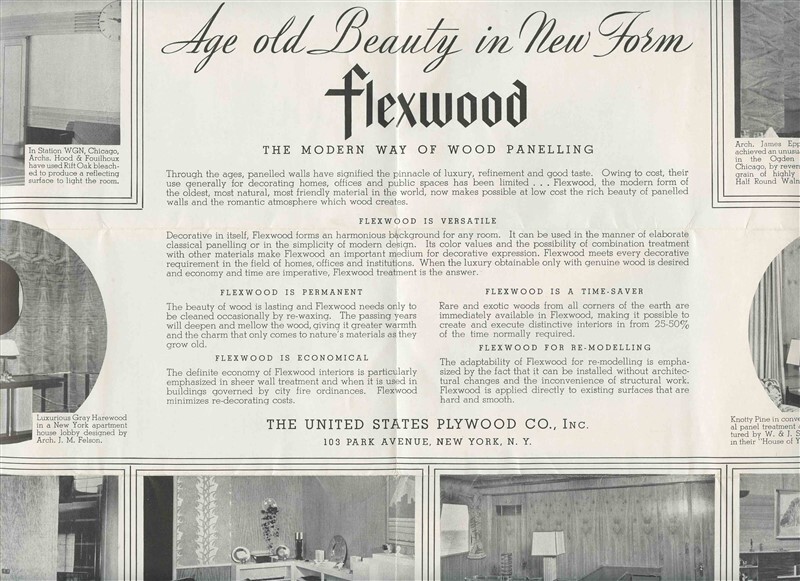 Age old Beauty in New Form
flexwood
THE MODERN WAY OF WOOD PANELLING
Through the ages, panelled walls have signified the pinnacle of luxury, refinement and good taste. Owing to cost, their
use generally for decorating homes, offices and public spaces has been limited . . . Flexwood, the modern form of
the oldest, most natural, most friendly material in the world, now makes possible at low cost the rich beauty of panelled
walls and the romantic atmosphere which wood creates.
FLEXWOOD IS VERSATILE
Decorative in itself, Flexwood forms an harmonious background for any room. It can be used in the manner of elaborate
classical panelling or in the simplicity of modern design. Its color values and the possibility of combination treatment
with other materials make Flexwood an important medium for decorative expression. Flexwood meets every decorative
requirement in the field of homes, offices and institutions. When the luxury obtainable only with genuine wood is desired
and economy and time are imperative, Flexwood treatment is the answer.
FLEXWOOD IS PERMANENT
The beauty of wood is lasting and Flexwood needs only to
be cleaned occasionally by re-waxing. The passing years
will deepen and mellow the wood, giving it greater warmth
and the charm that only comes to nature's materials as they
grow old.
FLEXWOOD IS ECONOMICAL
The definite economy of Flexwood interiors is particularly
emphasized in sheer wall treatment and when it is used in
buildings governed by city fire ordinances. Flexwood
minimizes re-decorating costs.
FLEXWOOD IS A TIME-SAVER
Rare and exotic woods from all corners of the earth are
immediately available in Flexwood, making it possible to
create and execute distinctive interiors in from 25-50%
of the time normally required.
FLEXWOOD FOR RE-MODELLING
The adaptability of Flexwood for re-modelling is empha-
sized by the fact that it can be installed without architec-
tural changes and the inconvenience of structural work.
Flexwood is applied directly to existing surfaces that are
hard and smooth.
THE UNITED STATES PLYWOOD CO., INC.
103 PARK AVENUE, NEW YORK, N. Y.
In Station WGN, Chicago,
Archs. Hood & Fouilhoux
have used Rift Oak bleach-
ed to produce a reflecting
surface to light the room.
Luxurious Gray Harewood
in a New York apartment
house lobby designed by
Arch. J. M. Felson.
Arch. James Epp
achieved an unusu
in the Ogden
Chicago, by rever
grain of highly
Half Round Waln
Knotty Pine in conve
al panel treatment
tured by W. & J. S
in their "House of Y